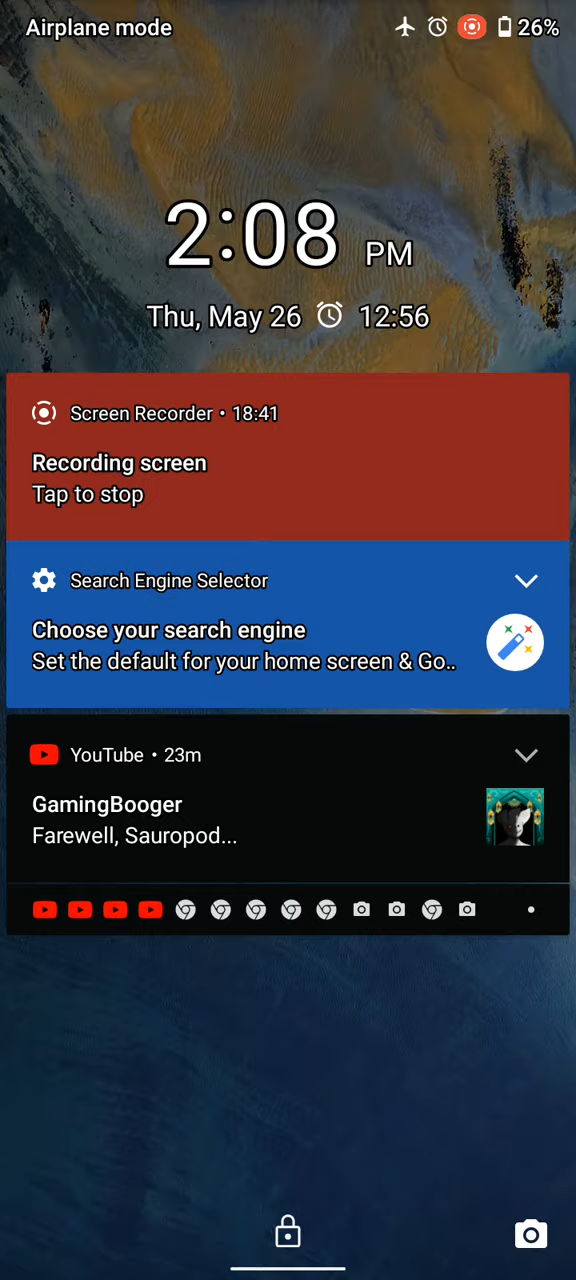 Airplane mode
26%
2:08 PM
Thu, May 26 12:56
Screen Recorder • 18:41
Recording screen
Tap to stop
Search Engine Selector
Choose your search engine
Set the default for your home screen & Go..
YouTube • 23m
GamingBooger
Farewell, Sauropod...